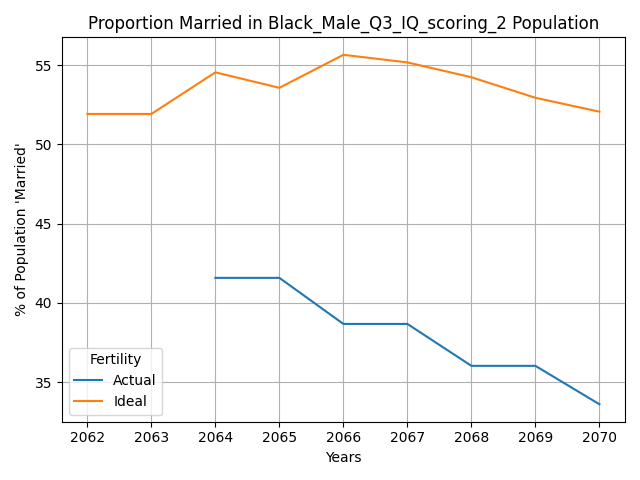 Proportion Married in Black_Male_Q3_IQ_scoring_2 Population
% of Population 'Married'
55
50
45
40
35
Fertility
Actual
Ideal
2062 2063 2064 2065 2066 2067 2068 2069 2070
Years